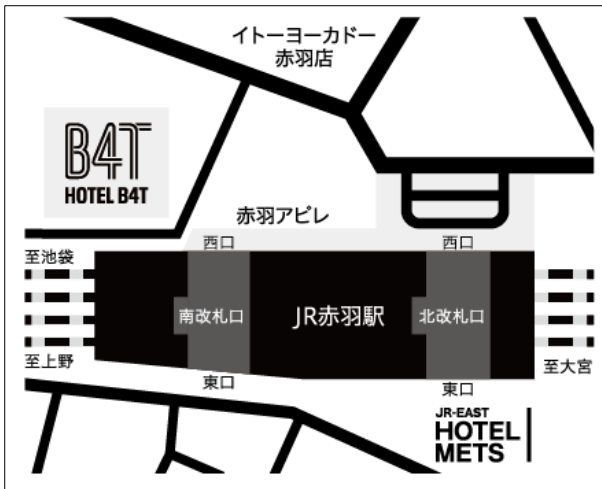 イトーヨーカドー
赤羽店
B4T
HOTEL B4T
赤羽アピレ
西口
西口
至池袋
南改札口
JR赤羽駅
北改札口
至上野
至大宮
東口
東口
JR-EAST
HOTEL
METS